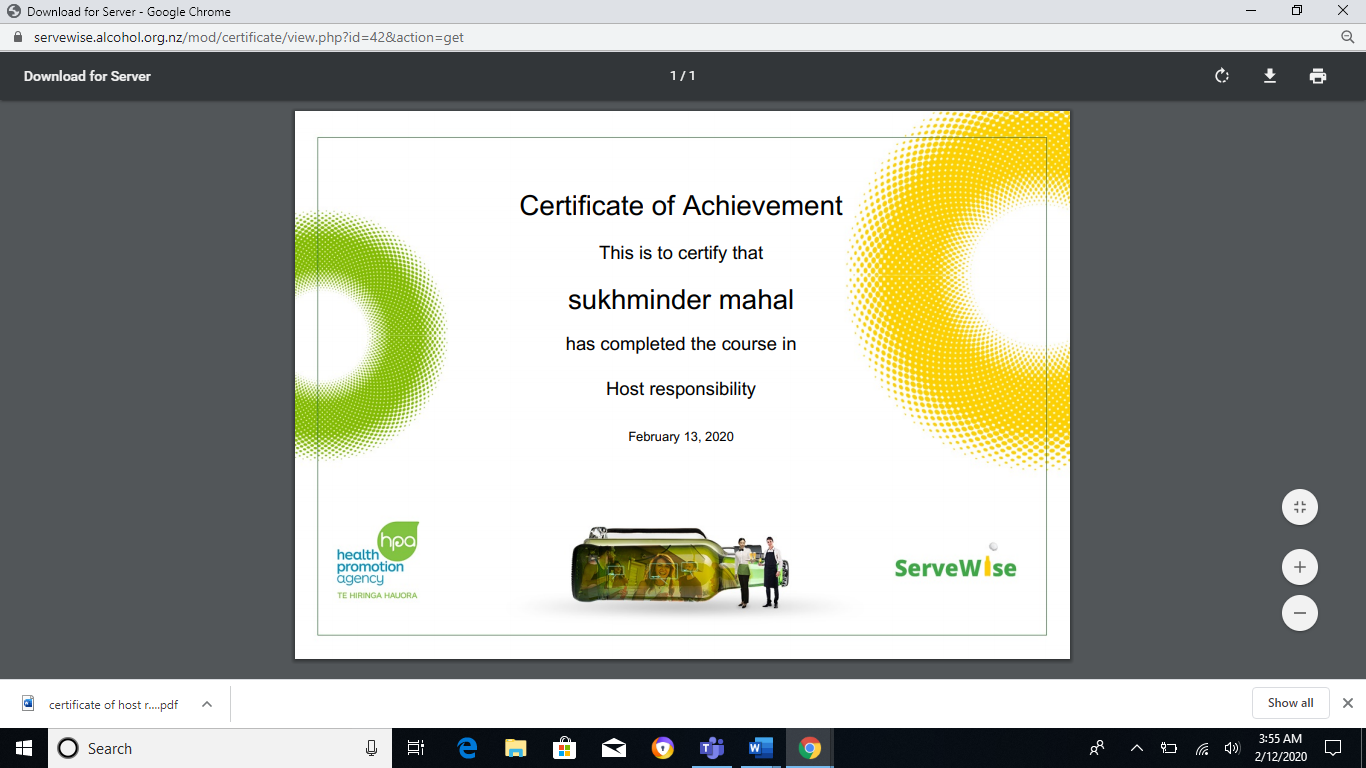 Download for Server - Google Chrome
servewise.alcohol.org.nz/mod/certificate/view.php?id=42&action=get
Download for Server
1 / 1
Certificate of Achievement
This is to certify that
sukhminder mahal
has completed the course in
Host responsibility
February 13, 2020
hpa
health
promotion
agency
TE HIRINGA HAUORA
ServeWise
certificate of host r....pdf
Show all
Search
3:55 AM
2/12/2020